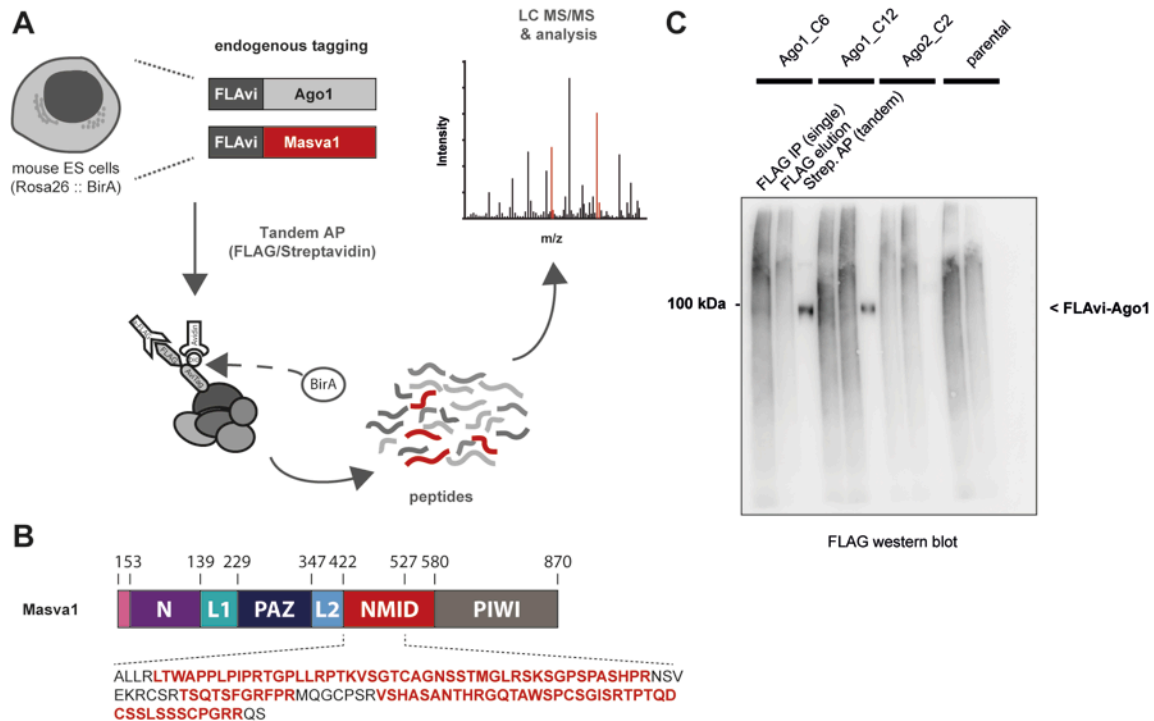 A
endogenous tagging
FLAvi Ago1
FLAvi Masva1
mouse ES cells
(Rosa26 :: BirA)
Tandem AP
(FLAG/Streptavidin)
FLAG
Avidin
AviTag
BirA
peptides
LC MS/MS
& analysis
Intensity
m/z
B
153 139 229 347 422 527 580 870
Masva1 N L1 PAZ L2 NMID PIWI
ALLRLTWAPPLPIPRTGPLLRPTKVSGTCAGNSSTMGLRSKSGPSPASHPRNSV
EKRCSRTSQTSFGRFPRMQGCPSRVSHASANTHRGQTAWSPCSGISRTPTQD
CSSLSSSCPGRRQS
C
Ago1_C6
Ago1_C12
Ago2_C2
parental
FLAG IP (single)
FLAG elution
Strep. AP (tandem)
100 kDa -
< FLAvi-Ago1
FLAG western blot